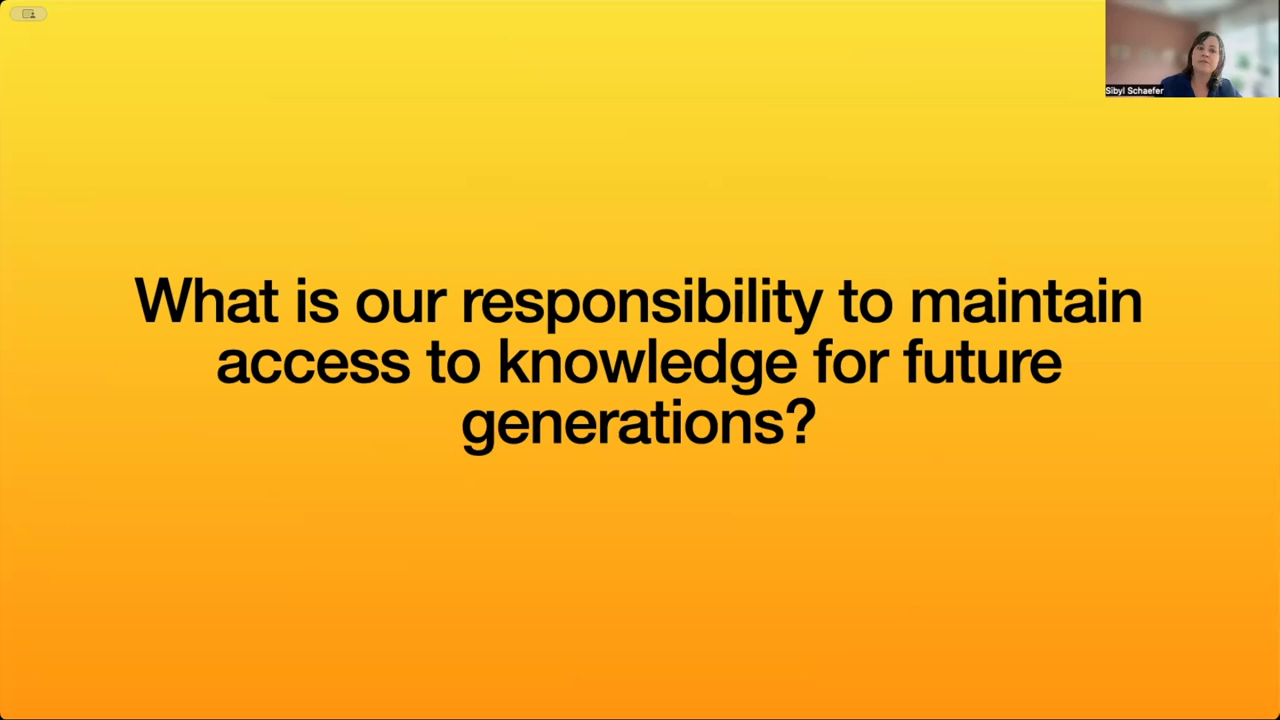 Sibyl Schaefer
What is our responsibility to maintain
access to knowledge for future
generations?